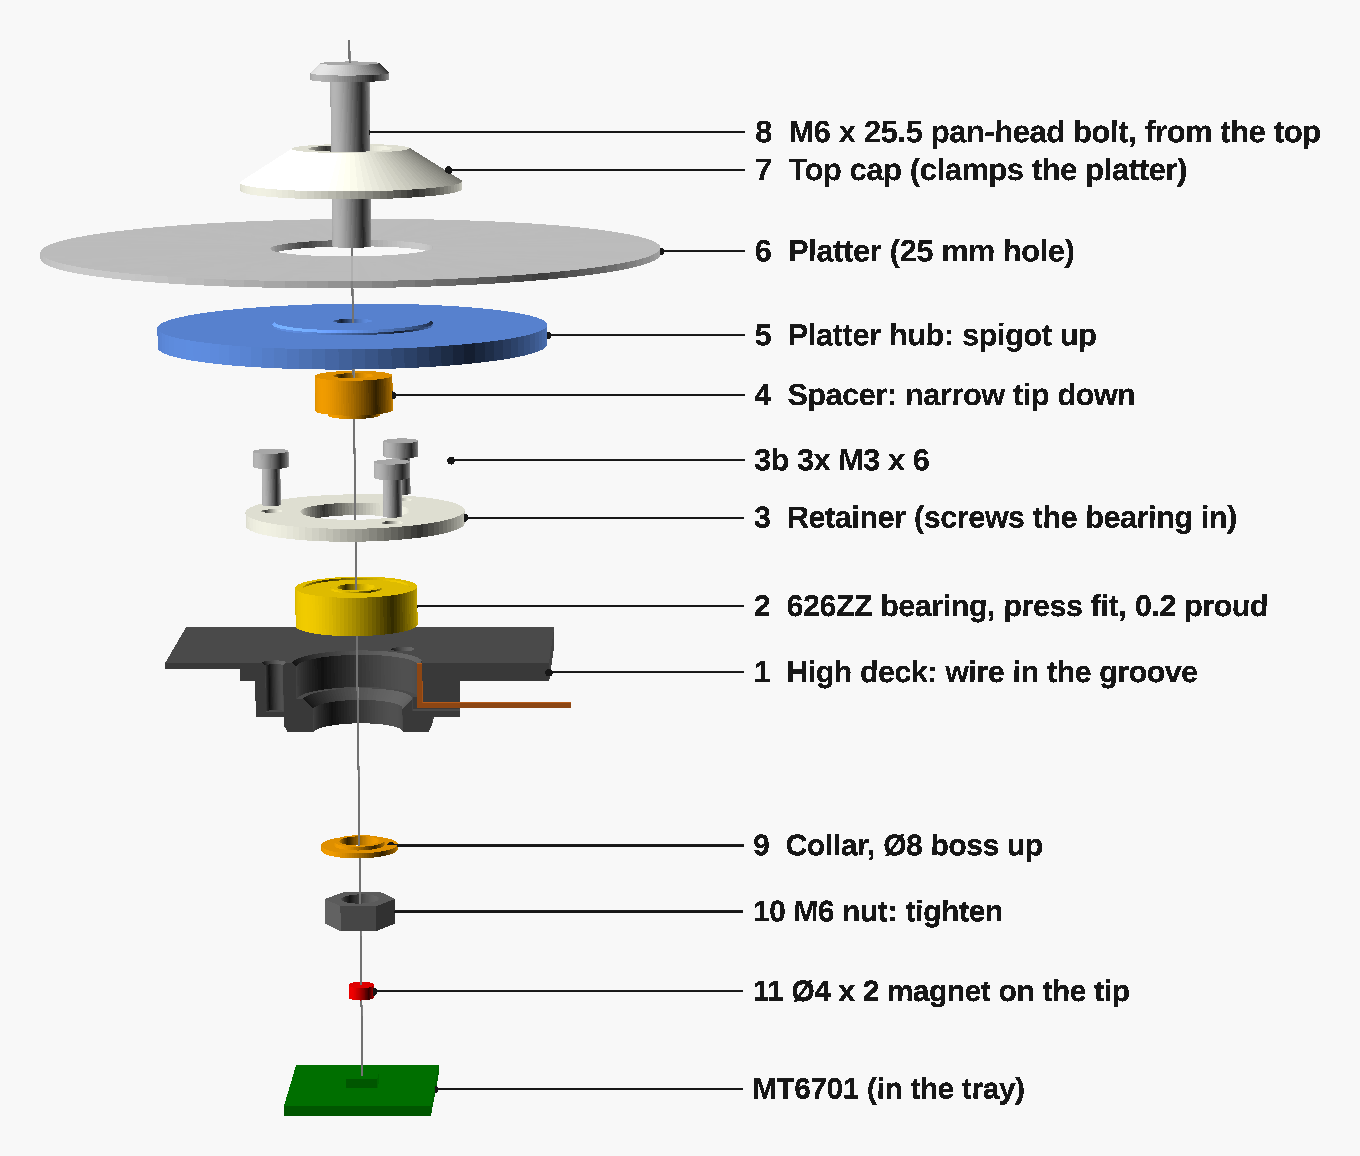 8 M6 x 25.5 pan-head bolt, from the top
7 Top cap (clamps the platter)
6 Platter (25 mm hole)
5 Platter hub: spigot up
4 Spacer: narrow tip down
3b 3x M3 x 6
3 Retainer (screws the bearing in)
2 626ZZ bearing, press fit, 0.2 proud
1 High deck: wire in the groove
9 Collar, Ø8 boss up
10 M6 nut: tighten
11 Ø4 x 2 magnet on the tip
MT6701 (in the tray)